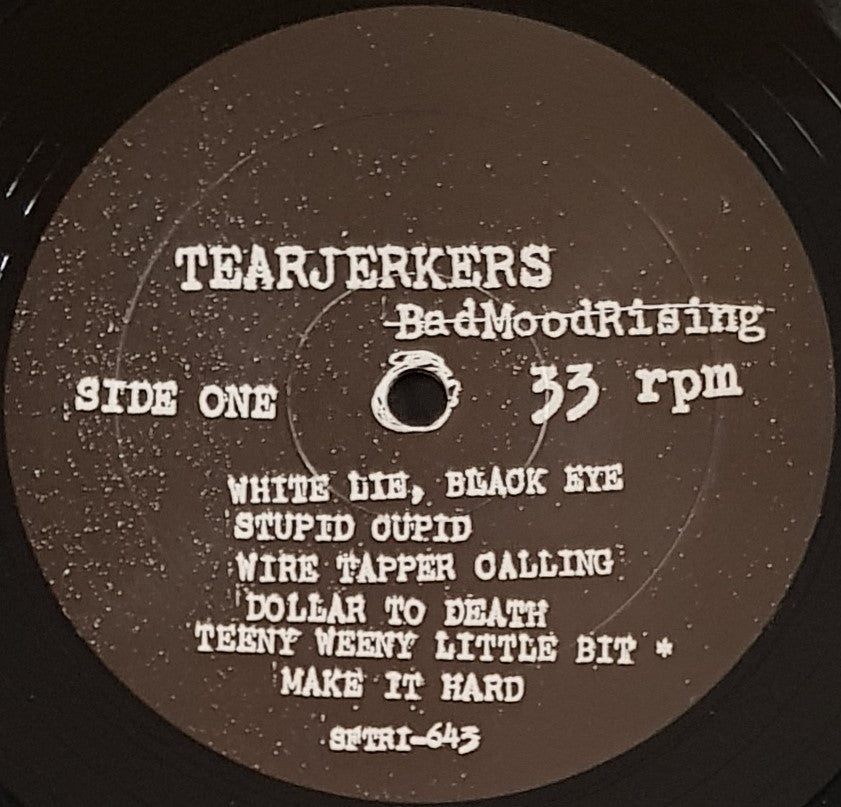 TEARJERKERS
BadMoodRising
SIDE ONE
33 rpm
WHITE LIE, BLACK EYE
STUPID CUPID
WIRE TAPPER CALLING
DOLLAR TO DEATH
TEENY WEENY LITTLE BIT *
MAKE IT HARD
SFTRI-643